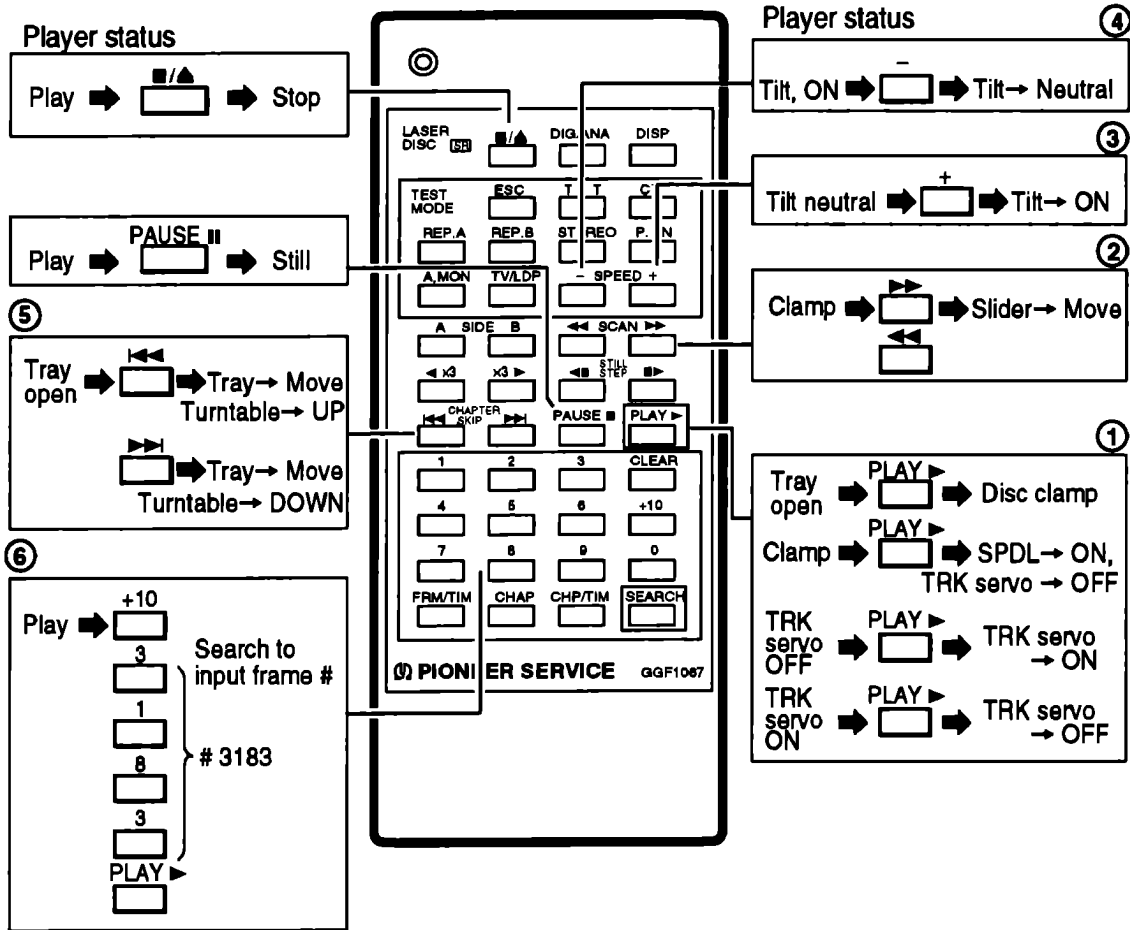 Player status
■/▲
Play ➡ ➡ Stop
PAUSE ▮▮
Play ➡ ➡ Still
⑤
Tray open ➡ |◀◀ ➡ Tray→ Move
Turntable→ UP
▶▶| ➡ Tray→ Move
Turntable→ DOWN
⑥
+10
Play ➡
3
Search to
input frame #
1
# 3183
8
3
PLAY ▶
LASER DISC SR
■/▲ DISP
TEST MODE
ESC
REP.A REP.B
A.MON TV/LDP − SPEED +
A SIDE B ◀◀ SCAN ▶▶
◀ x3 x3 ▶ ◀▮▮ STILL STEP ▮▮▶
|◀◀ CHAPTER SKIP ▶▶| PAUSE ▮▮ PLAY ▶
1 2 3 CLEAR
4 5 6 +10
7 8 9 0
FRM/TIM CHAP CHP/TIM SEARCH
PIONEER SERVICE GGF1067
Player status
④
−
Tilt, ON ➡ ➡ Tilt→ Neutral
③
+
Tilt neutral ➡ ➡ Tilt→ ON
②
▶▶
Clamp ➡ ➡ Slider→ Move
◀◀
①
PLAY ▶
Tray open ➡ ➡ Disc clamp
PLAY ▶
Clamp ➡ ➡ SPDL→ ON,
TRK servo → OFF
PLAY ▶
TRK servo OFF ➡ ➡ TRK servo → ON
PLAY ▶
TRK servo ON ➡ ➡ TRK servo → OFF